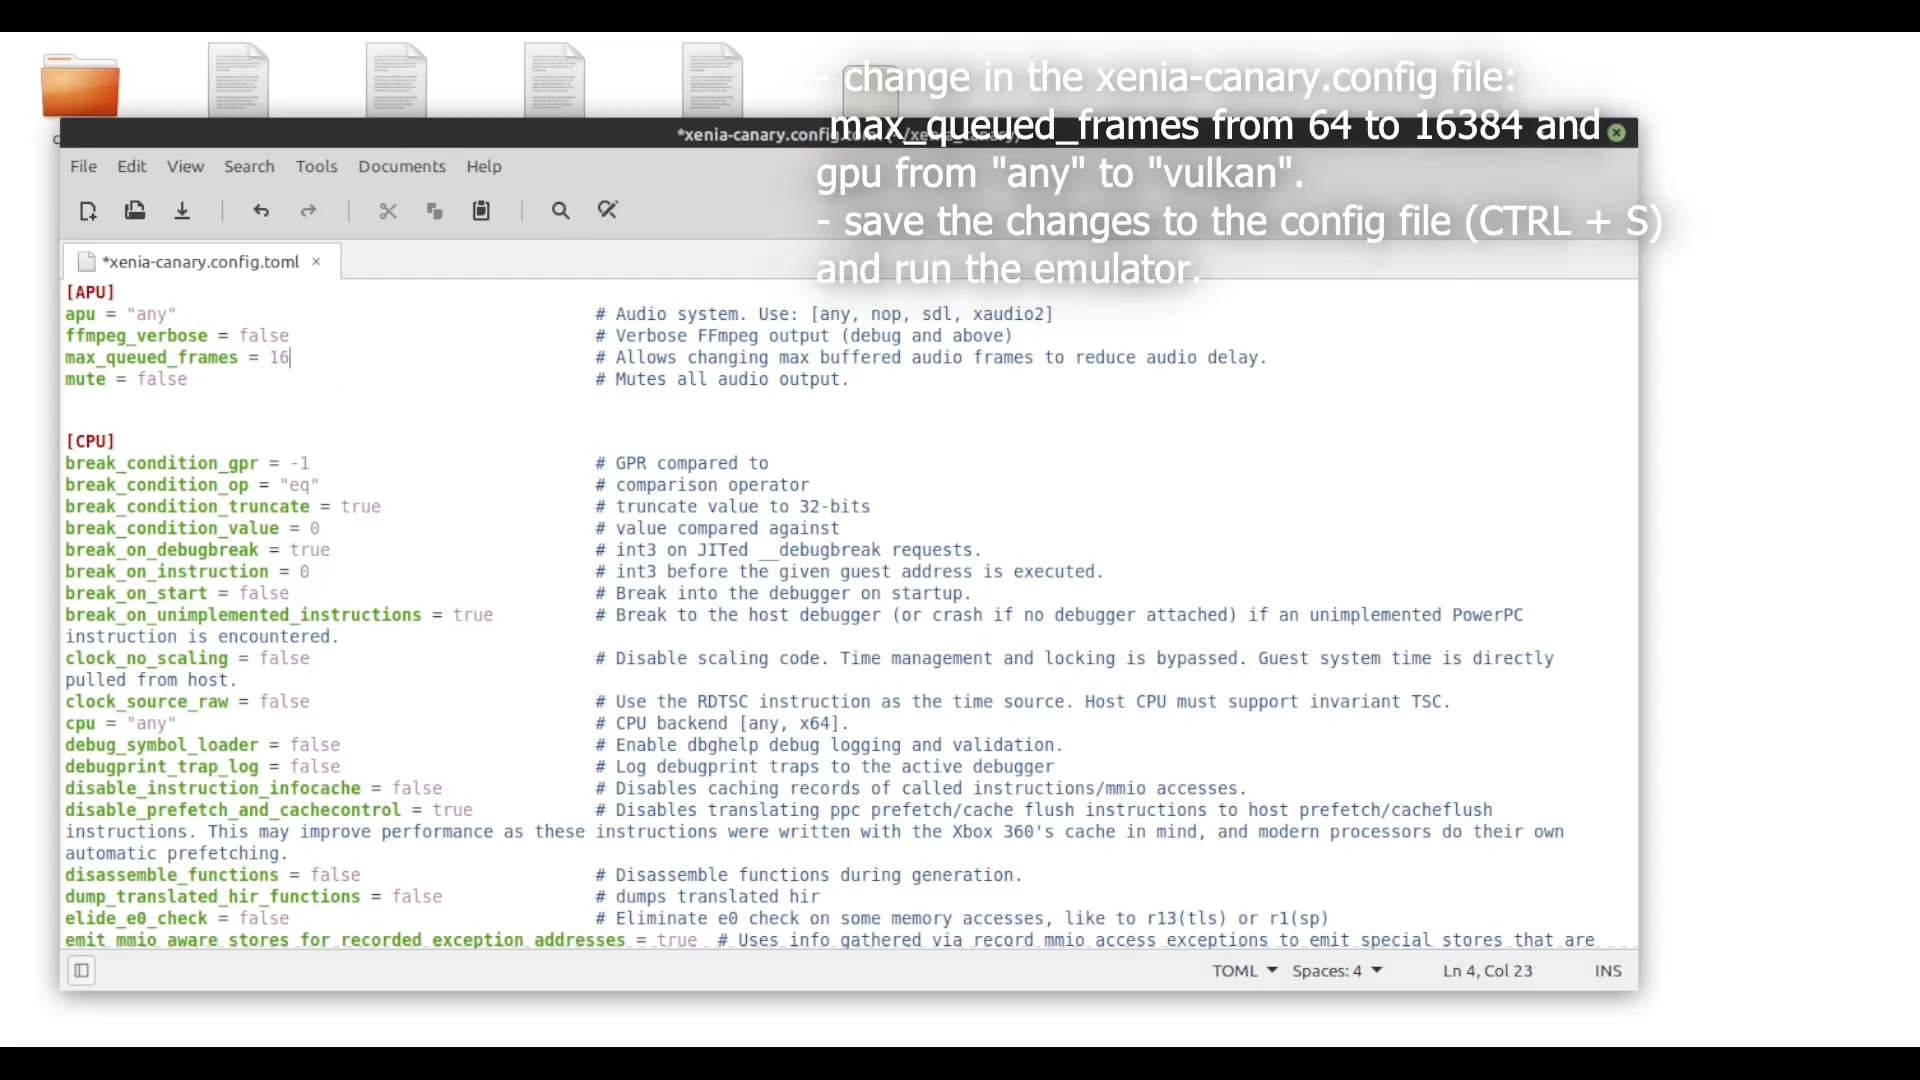 - change in the xenia-canary.config file:
max_queued_frames from 64 to 16384 and
gpu from "any" to "vulkan".
- save the changes to the config file (CTRL + S)
and run the emulator.
*xenia-canary.config.
File Edit View Search Tools Documents Help
*xenia-canary.config.toml ×
[APU]
apu = "any" # Audio system. Use: [any, nop, sdl, xaudio2]
ffmpeg_verbose = false # Verbose FFmpeg output (debug and above)
max_queued_frames = 16 # Allows changing max buffered audio frames to reduce audio delay.
mute = false # Mutes all audio output.
[CPU]
break_condition_gpr = -1 # GPR compared to
break_condition_op = "eq" # comparison operator
break_condition_truncate = true # truncate value to 32-bits
break_condition_value = 0 # value compared against
break_on_debugbreak = true # int3 on JITed __debugbreak requests.
break_on_instruction = 0 # int3 before the given guest address is executed.
break_on_start = false # Break into the debugger on startup.
break_on_unimplemented_instructions = true # Break to the host debugger (or crash if no debugger attached) if an unimplemented PowerPC
instruction is encountered.
clock_no_scaling = false # Disable scaling code. Time management and locking is bypassed. Guest system time is directly
pulled from host.
clock_source_raw = false # Use the RDTSC instruction as the time source. Host CPU must support invariant TSC.
cpu = "any" # CPU backend [any, x64].
debug_symbol_loader = false # Enable dbghelp debug logging and validation.
debugprint_trap_log = false # Log debugprint traps to the active debugger
disable_instruction_infocache = false # Disables caching records of called instructions/mmio accesses.
disable_prefetch_and_cachecontrol = true # Disables translating ppc prefetch/cache flush instructions to host prefetch/cacheflush
instructions. This may improve performance as these instructions were written with the Xbox 360's cache in mind, and modern processors do their own
automatic prefetching.
disassemble_functions = false # Disassemble functions during generation.
dump_translated_hir_functions = false # dumps translated hir
elide_e0_check = false # Eliminate e0 check on some memory accesses, like to r13(tls) or r1(sp)
emit_mmio_aware_stores_for_recorded_exception_addresses = true # Uses info gathered via record_mmio_access_exceptions to emit special stores that are
TOML Spaces: 4 Ln 4, Col 23 INS